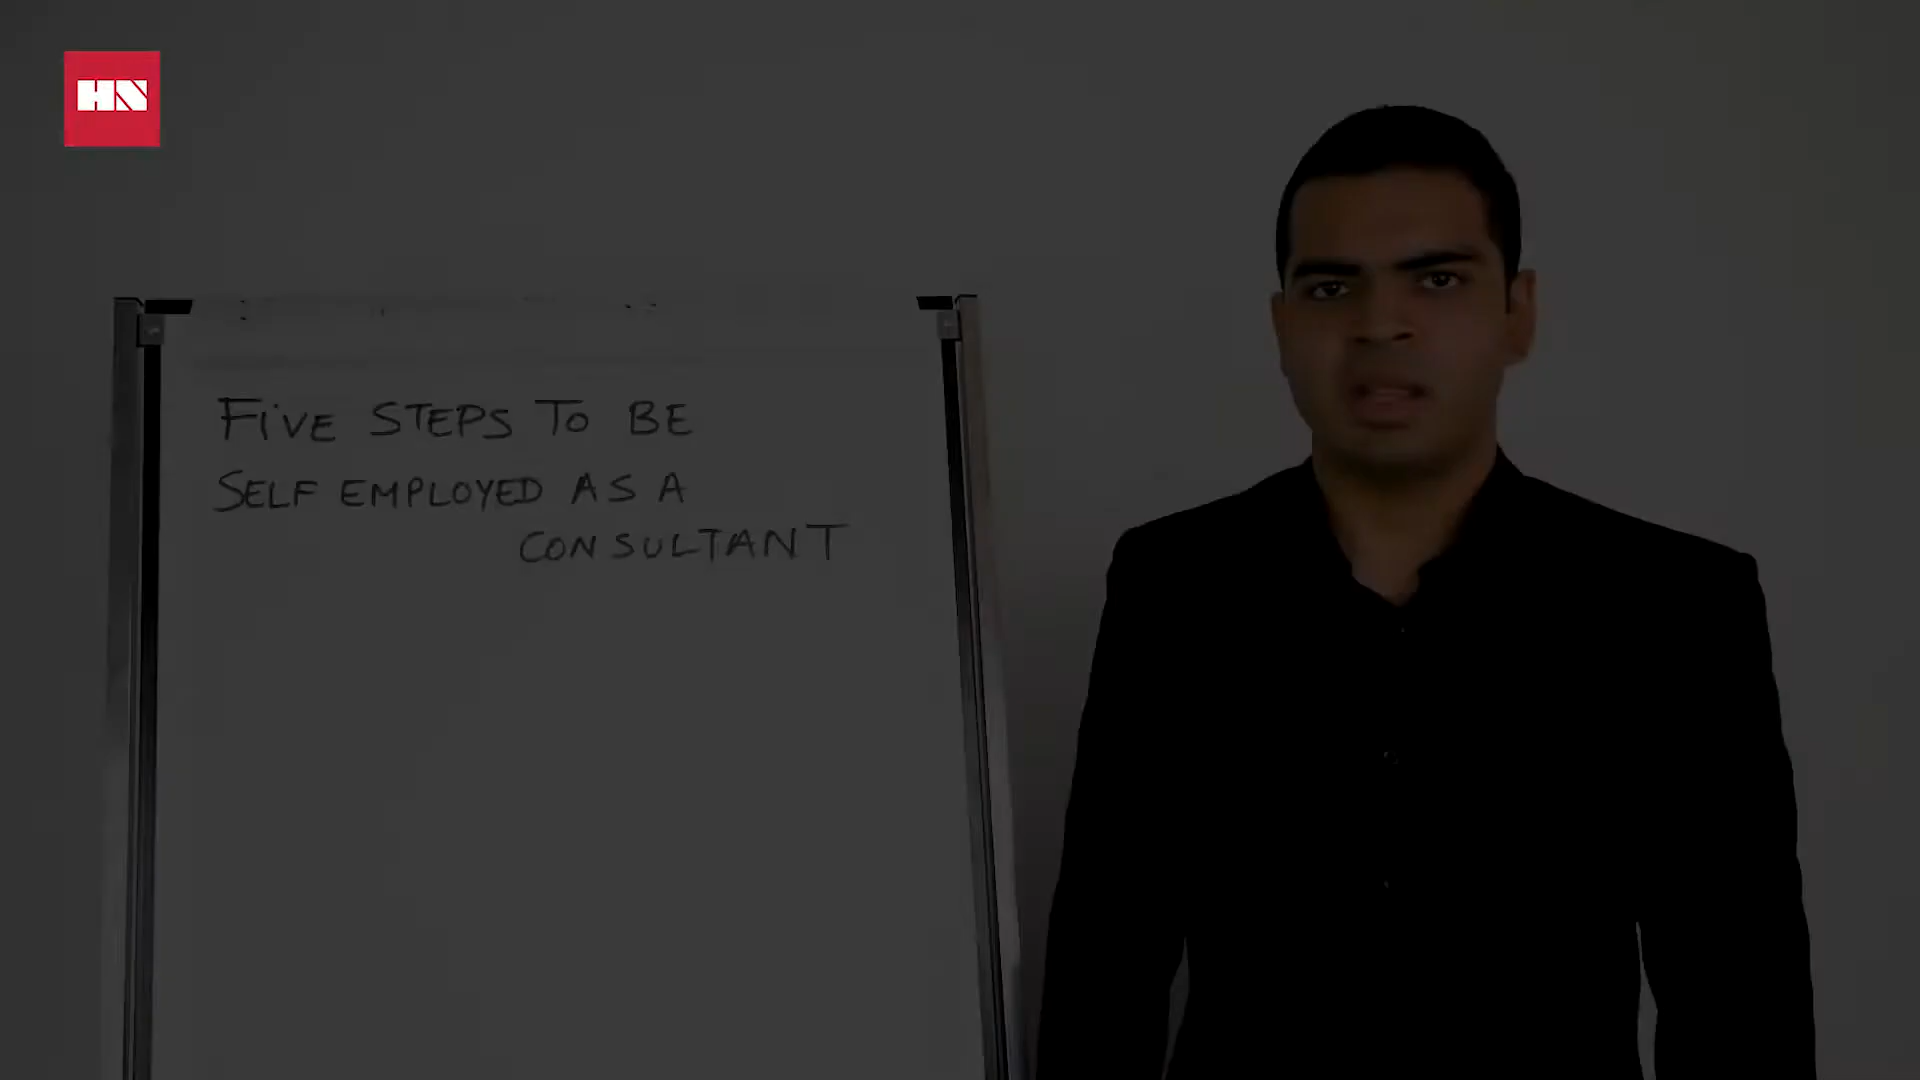 HN
FiVE STEPS TO BE
SELF EMPLOYED AS A
CONSULTANT